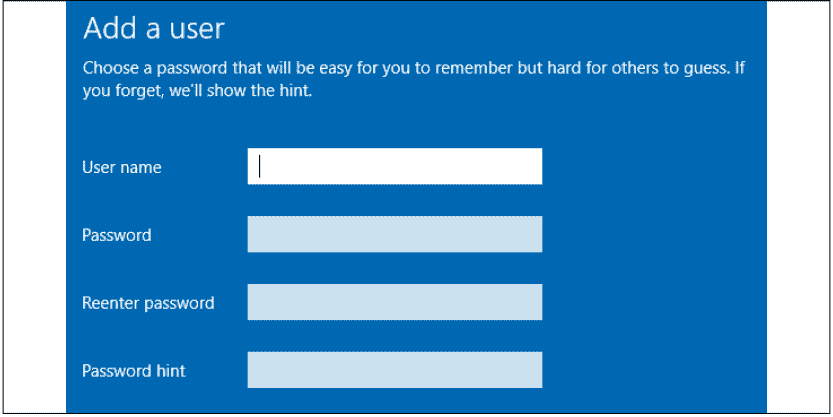 Add a user
Choose a password that will be easy for you to remember but hard for others to guess. If
you forget, we'll show the hint.
User name
Password
Reenter password
Password hint